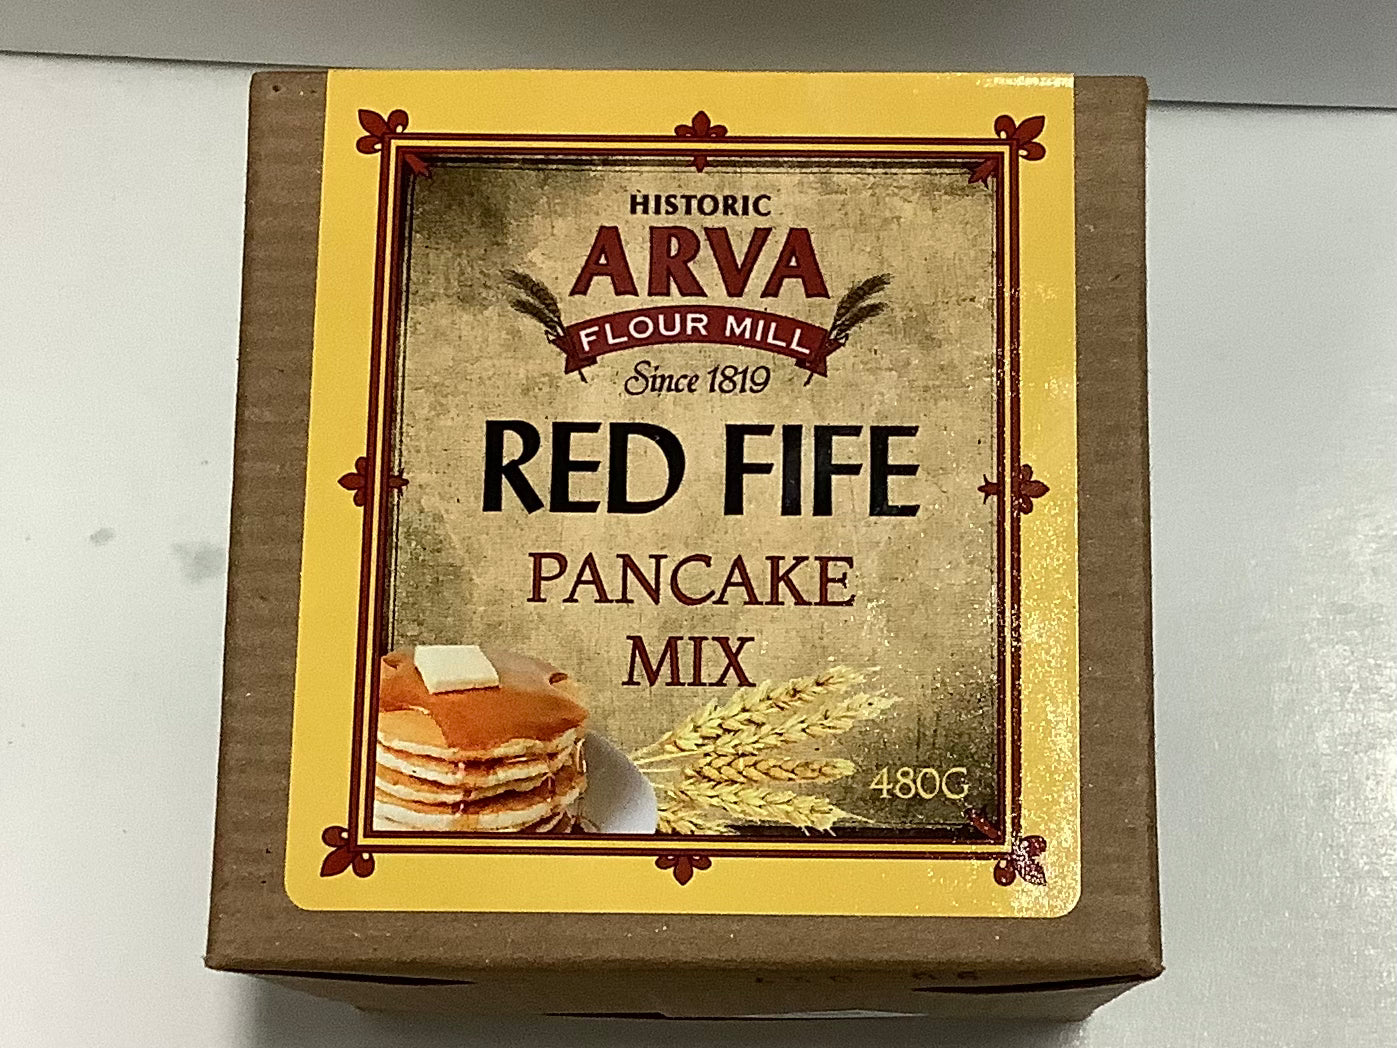 HISTORIC
ARVA
FLOUR MILL
Since 1819
RED FIFE
PANCAKE
MIX
480G